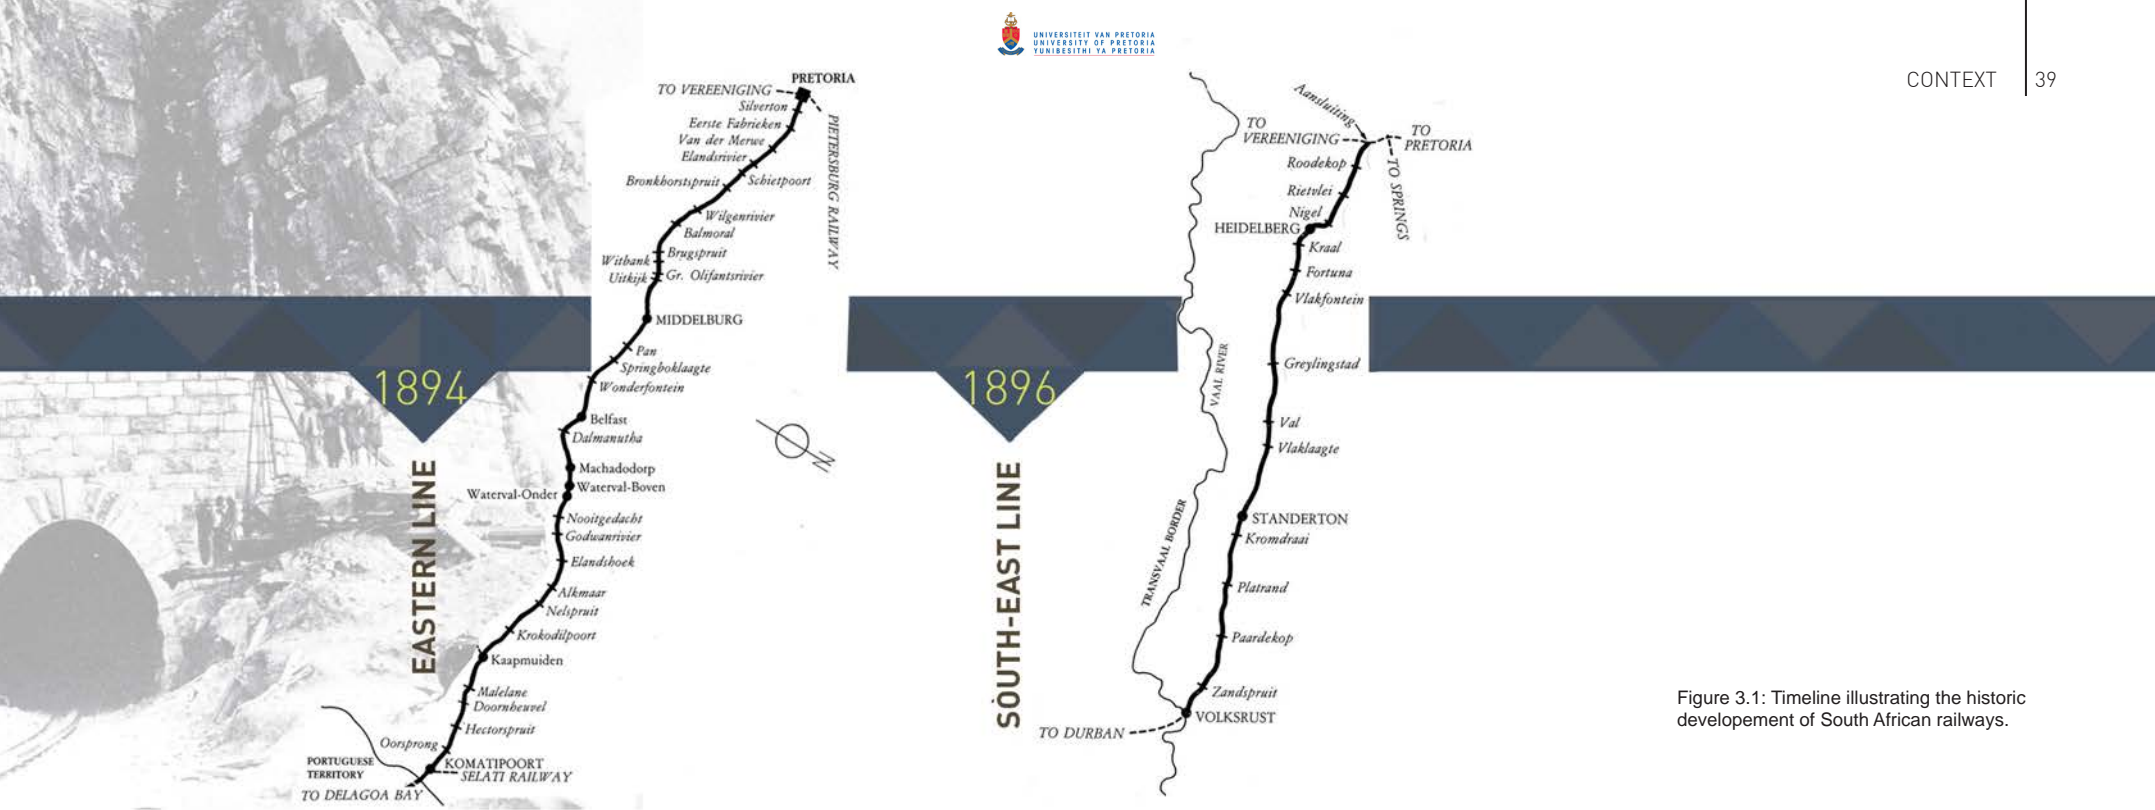 UNIVERSITEIT VAN PRETORIA
UNIVERSITY OF PRETORIA
YUNIBESITHI YA PRETORIA
CONTEXT 39
PRETORIA
TO VEREENIGING
Silverton
PIETERSBURG RAILWAY
Eerste Fabrieken
Van der Merwe
Elandsrivier
Schietpoort
Bronkhorstspruit
Wilgenrivier
Balmoral
Brugspruit
Witbank
Gr. Olifantsrivier
Uitkijk
MIDDELBURG
Pan
Springboklaagte
Wonderfontein
Belfast
Dalmanutha
Machadodorp
Waterval-Boven
Waterval-Onder
Nooitgedacht
Godwanrivier
Elandshoek
Alkmaar
Nelspruit
Krokodilpoort
Kaapmuiden
Malelane
Doornheuvel
Hectorspruit
Oorsprong
KOMATIPOORT
SELATI RAILWAY
PORTUGUESE
TERRITORY
TO DELAGOA BAY
N
1894
EASTERN LINE
1896
SOUTH-EAST LINE
Aansluiting
TO
VEREENIGING
TO
PRETORIA
TO SPRINGS
Roodekop
Rietvlei
Nigel
HEIDELBERG
Kraal
Fortuna
Vlakfontein
VAAL RIVER
Greylingstad
Val
Vlaklaagte
TRANSVAAL BORDER
STANDERTON
Kromdraai
Platrand
Paardekop
Zandspruit
VOLKSRUST
TO DURBAN
Figure 3.1: Timeline illustrating the historic
developement of South African railways.